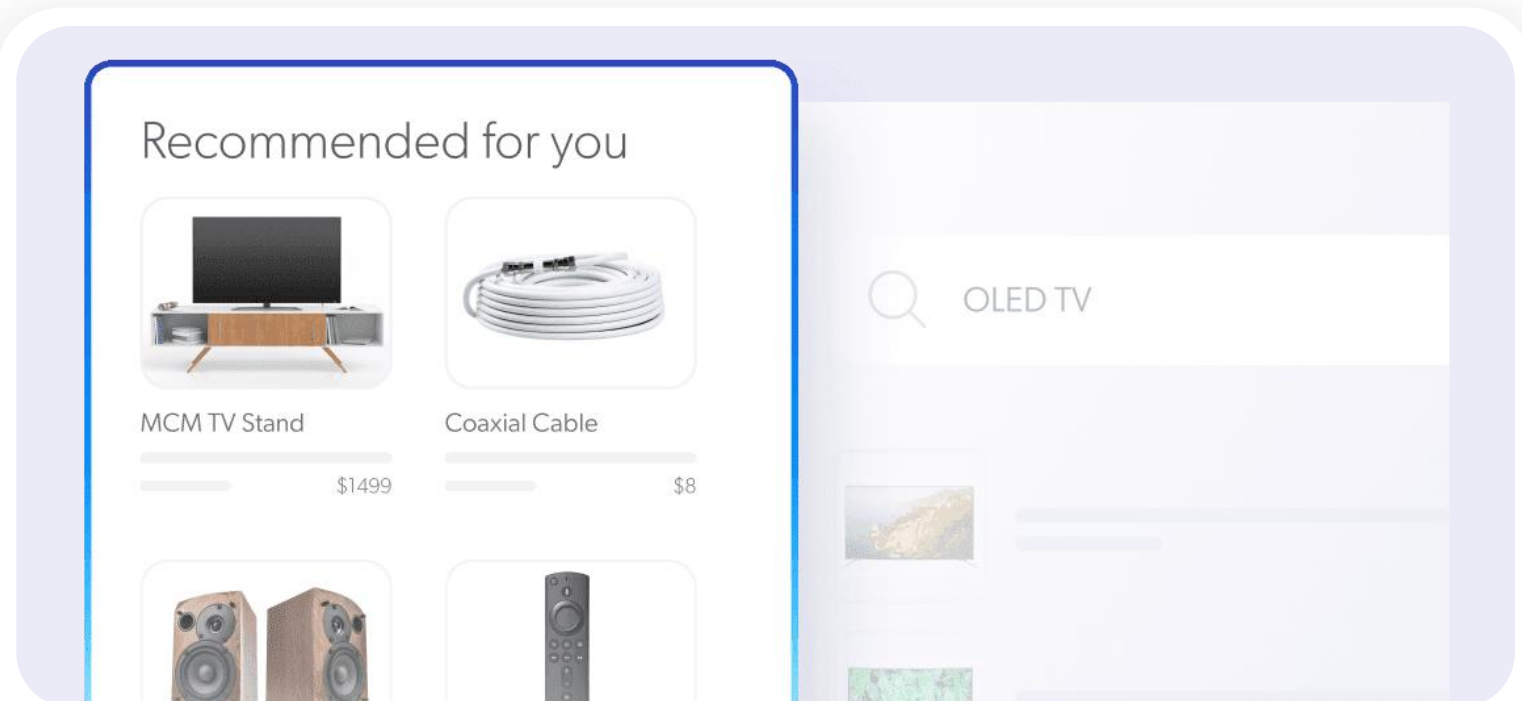 Recommended for you
MCM TV Stand
$1499
Coaxial Cable
$8
OLED TV